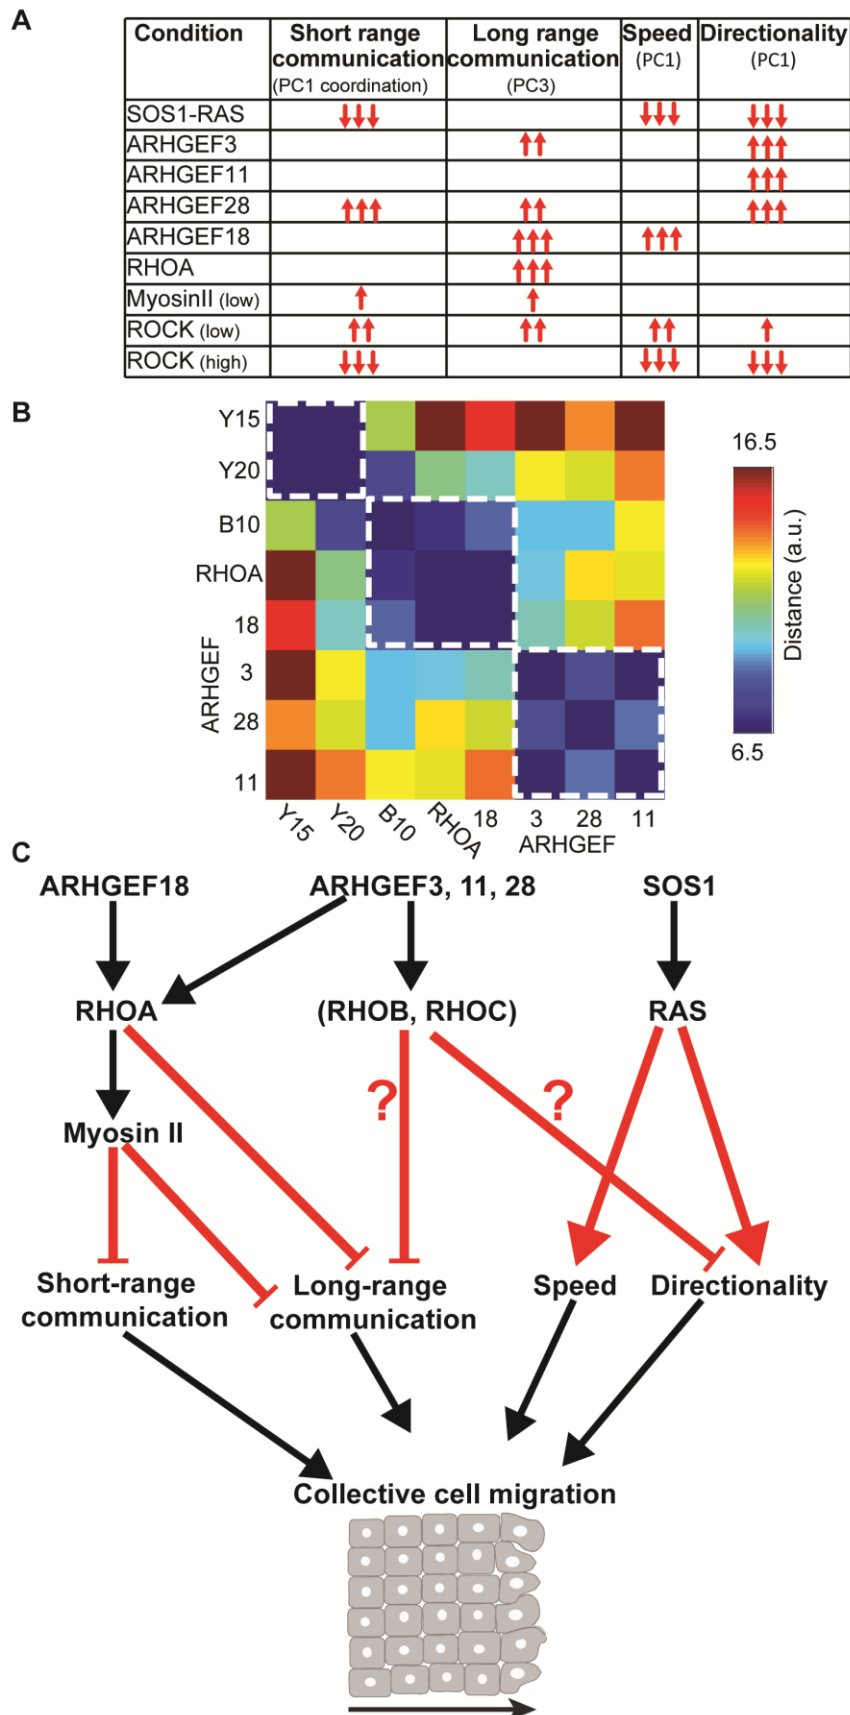 A
Condition
Short range
communication
(PC1 coordination)
Long range
communication
(PC3)
Speed
(PC1)
Directionality
(PC1)
SOS1-RAS ↓↓↓ ↓↓↓ ↓↓↓
ARHGEF3 ↑↑ ↑↑↑
ARHGEF11 ↑↑↑
ARHGEF28 ↑↑↑ ↑↑ ↑↑↑
ARHGEF18 ↑↑↑ ↑↑↑
RHOA ↑↑↑
MyosinII (low) ↑ ↑
ROCK (low) ↑↑ ↑↑ ↑↑ ↑
ROCK (high) ↓↓↓ ↓↓↓ ↓↓↓
B
Y15
Y20
B10
RHOA
18
3
28
11
ARHGEF
Y15 Y20 B10 RHOA 18 3 28 11
ARHGEF
16.5
Distance (a.u.)
6.5
C
ARHGEF18 ARHGEF3, 11, 28 SOS1
RHOA (RHOB, RHOC) RAS
? ?
Myosin II
Short-range
communication
Long-range
communication
Speed
Directionality
Collective cell migration